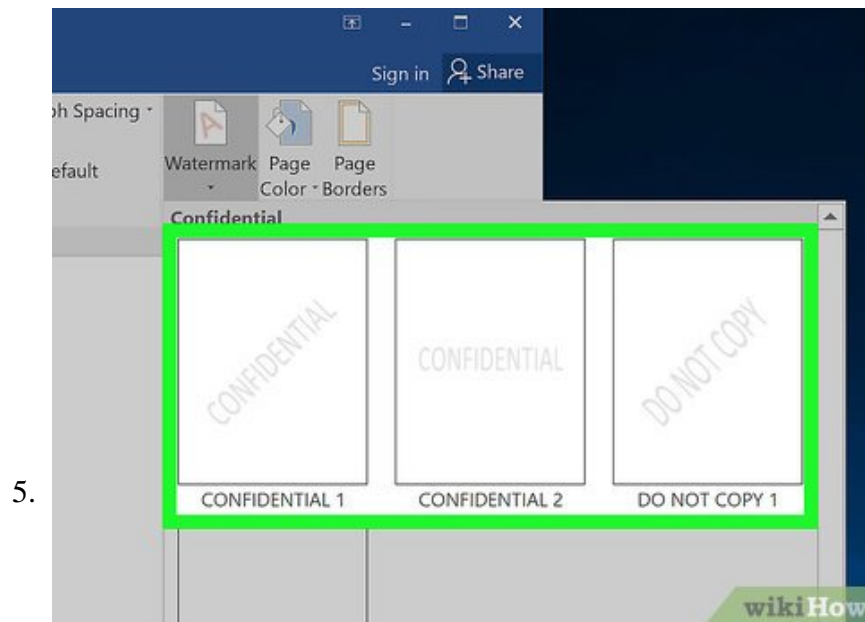 Sign in Share
ph Spacing
efault
Watermark Page Color Page Borders
Confidential
CONFIDENTIAL
CONFIDENTIAL
DO NOT COPY
CONFIDENTIAL 1 CONFIDENTIAL 2 DO NOT COPY 1
5.
wikiHow